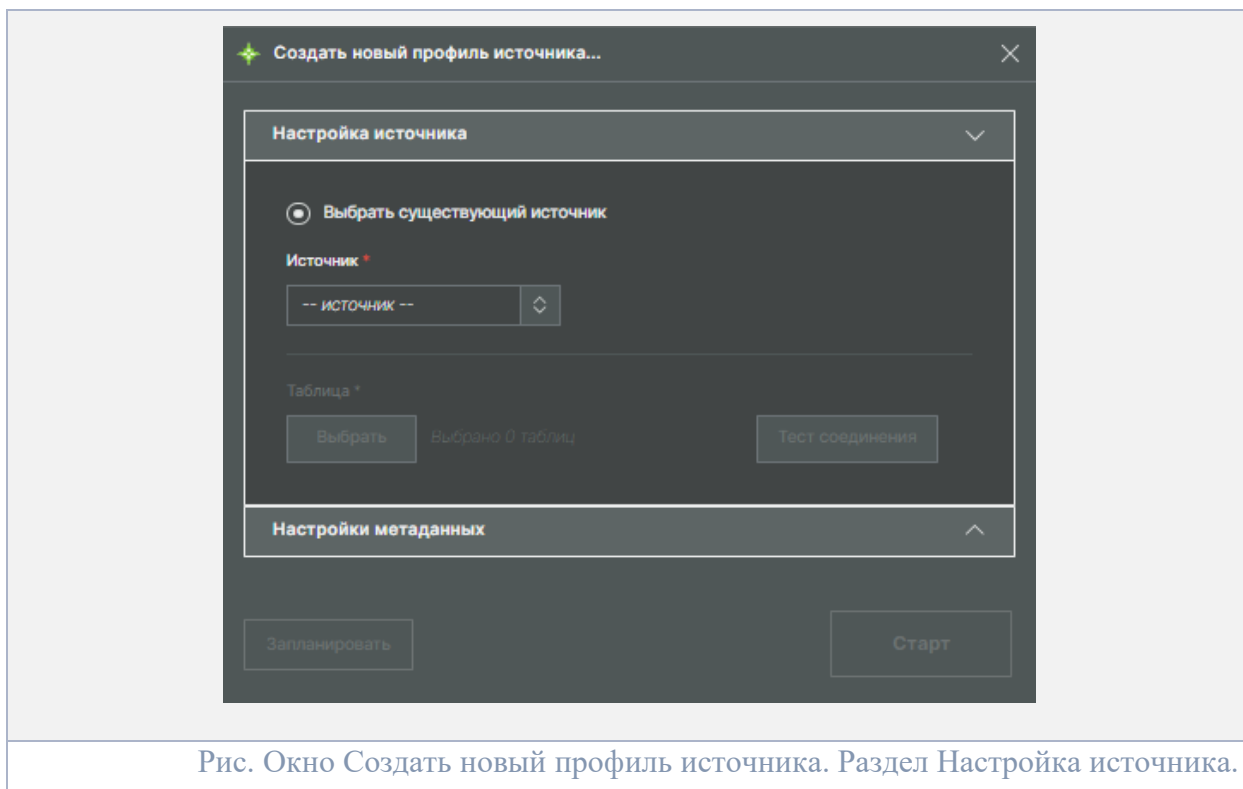 Создать новый профиль источника...
Настройка источника
Выбрать существующий источник
Источник *
-- источник --
Таблица *
Выбрать Выбрано 0 таблиц Тест соединения
Настройки метаданных
Запланировать Старт
Рис. Окно Создать новый профиль источника. Раздел Настройка источника.